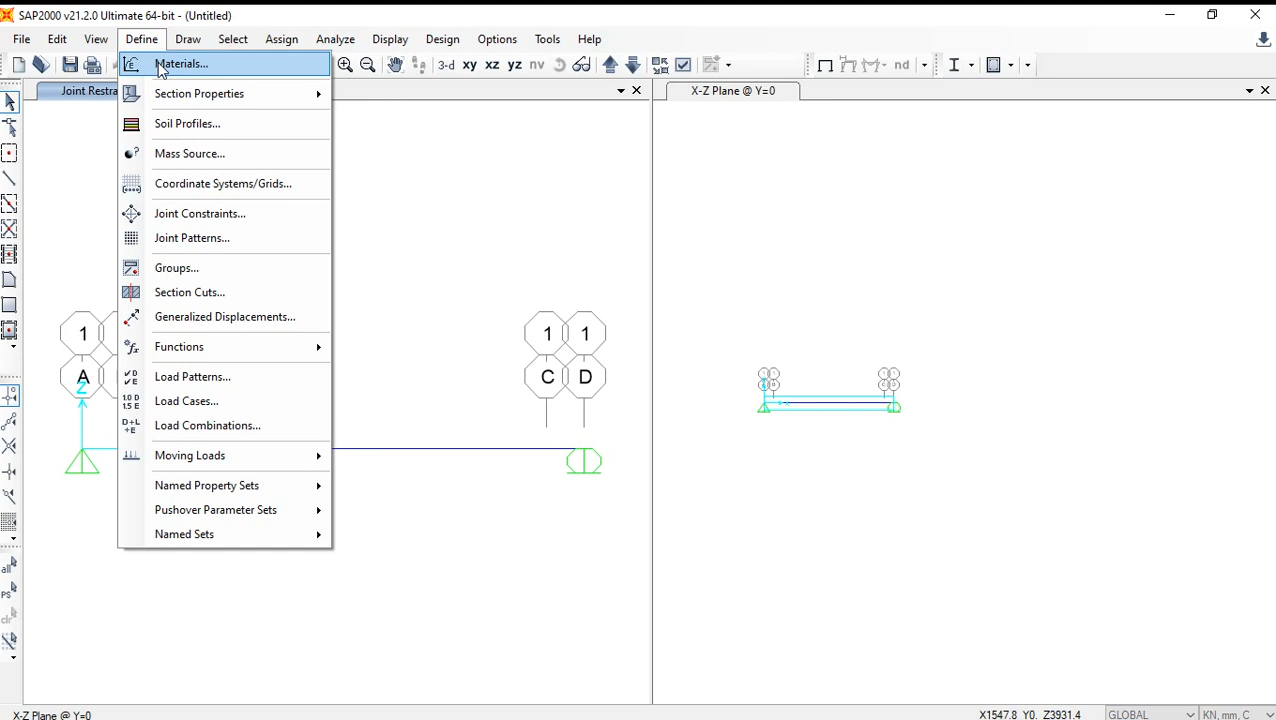 SAP2000 v21.2.0 Ultimate 64-bit - (Untitled)
File Edit View Define Draw Select Assign Analyze Display Design Options Tools Help
3-d xy xz yz nv nd
Joint Restra
X-Z Plane @ Y=0
Materials...
Section Properties
Soil Profiles...
Mass Source...
Coordinate Systems/Grids...
Joint Constraints...
Joint Patterns...
Groups...
Section Cuts...
Generalized Displacements...
Functions
Load Patterns...
Load Cases...
Load Combinations...
Moving Loads
Named Property Sets
Pushover Parameter Sets
Named Sets
1 1 1
A C D
Z
all
PS
clr
X-Z Plane @ Y=0
X1547.8 Y0. Z3931.4
GLOBAL
KN, mm, C